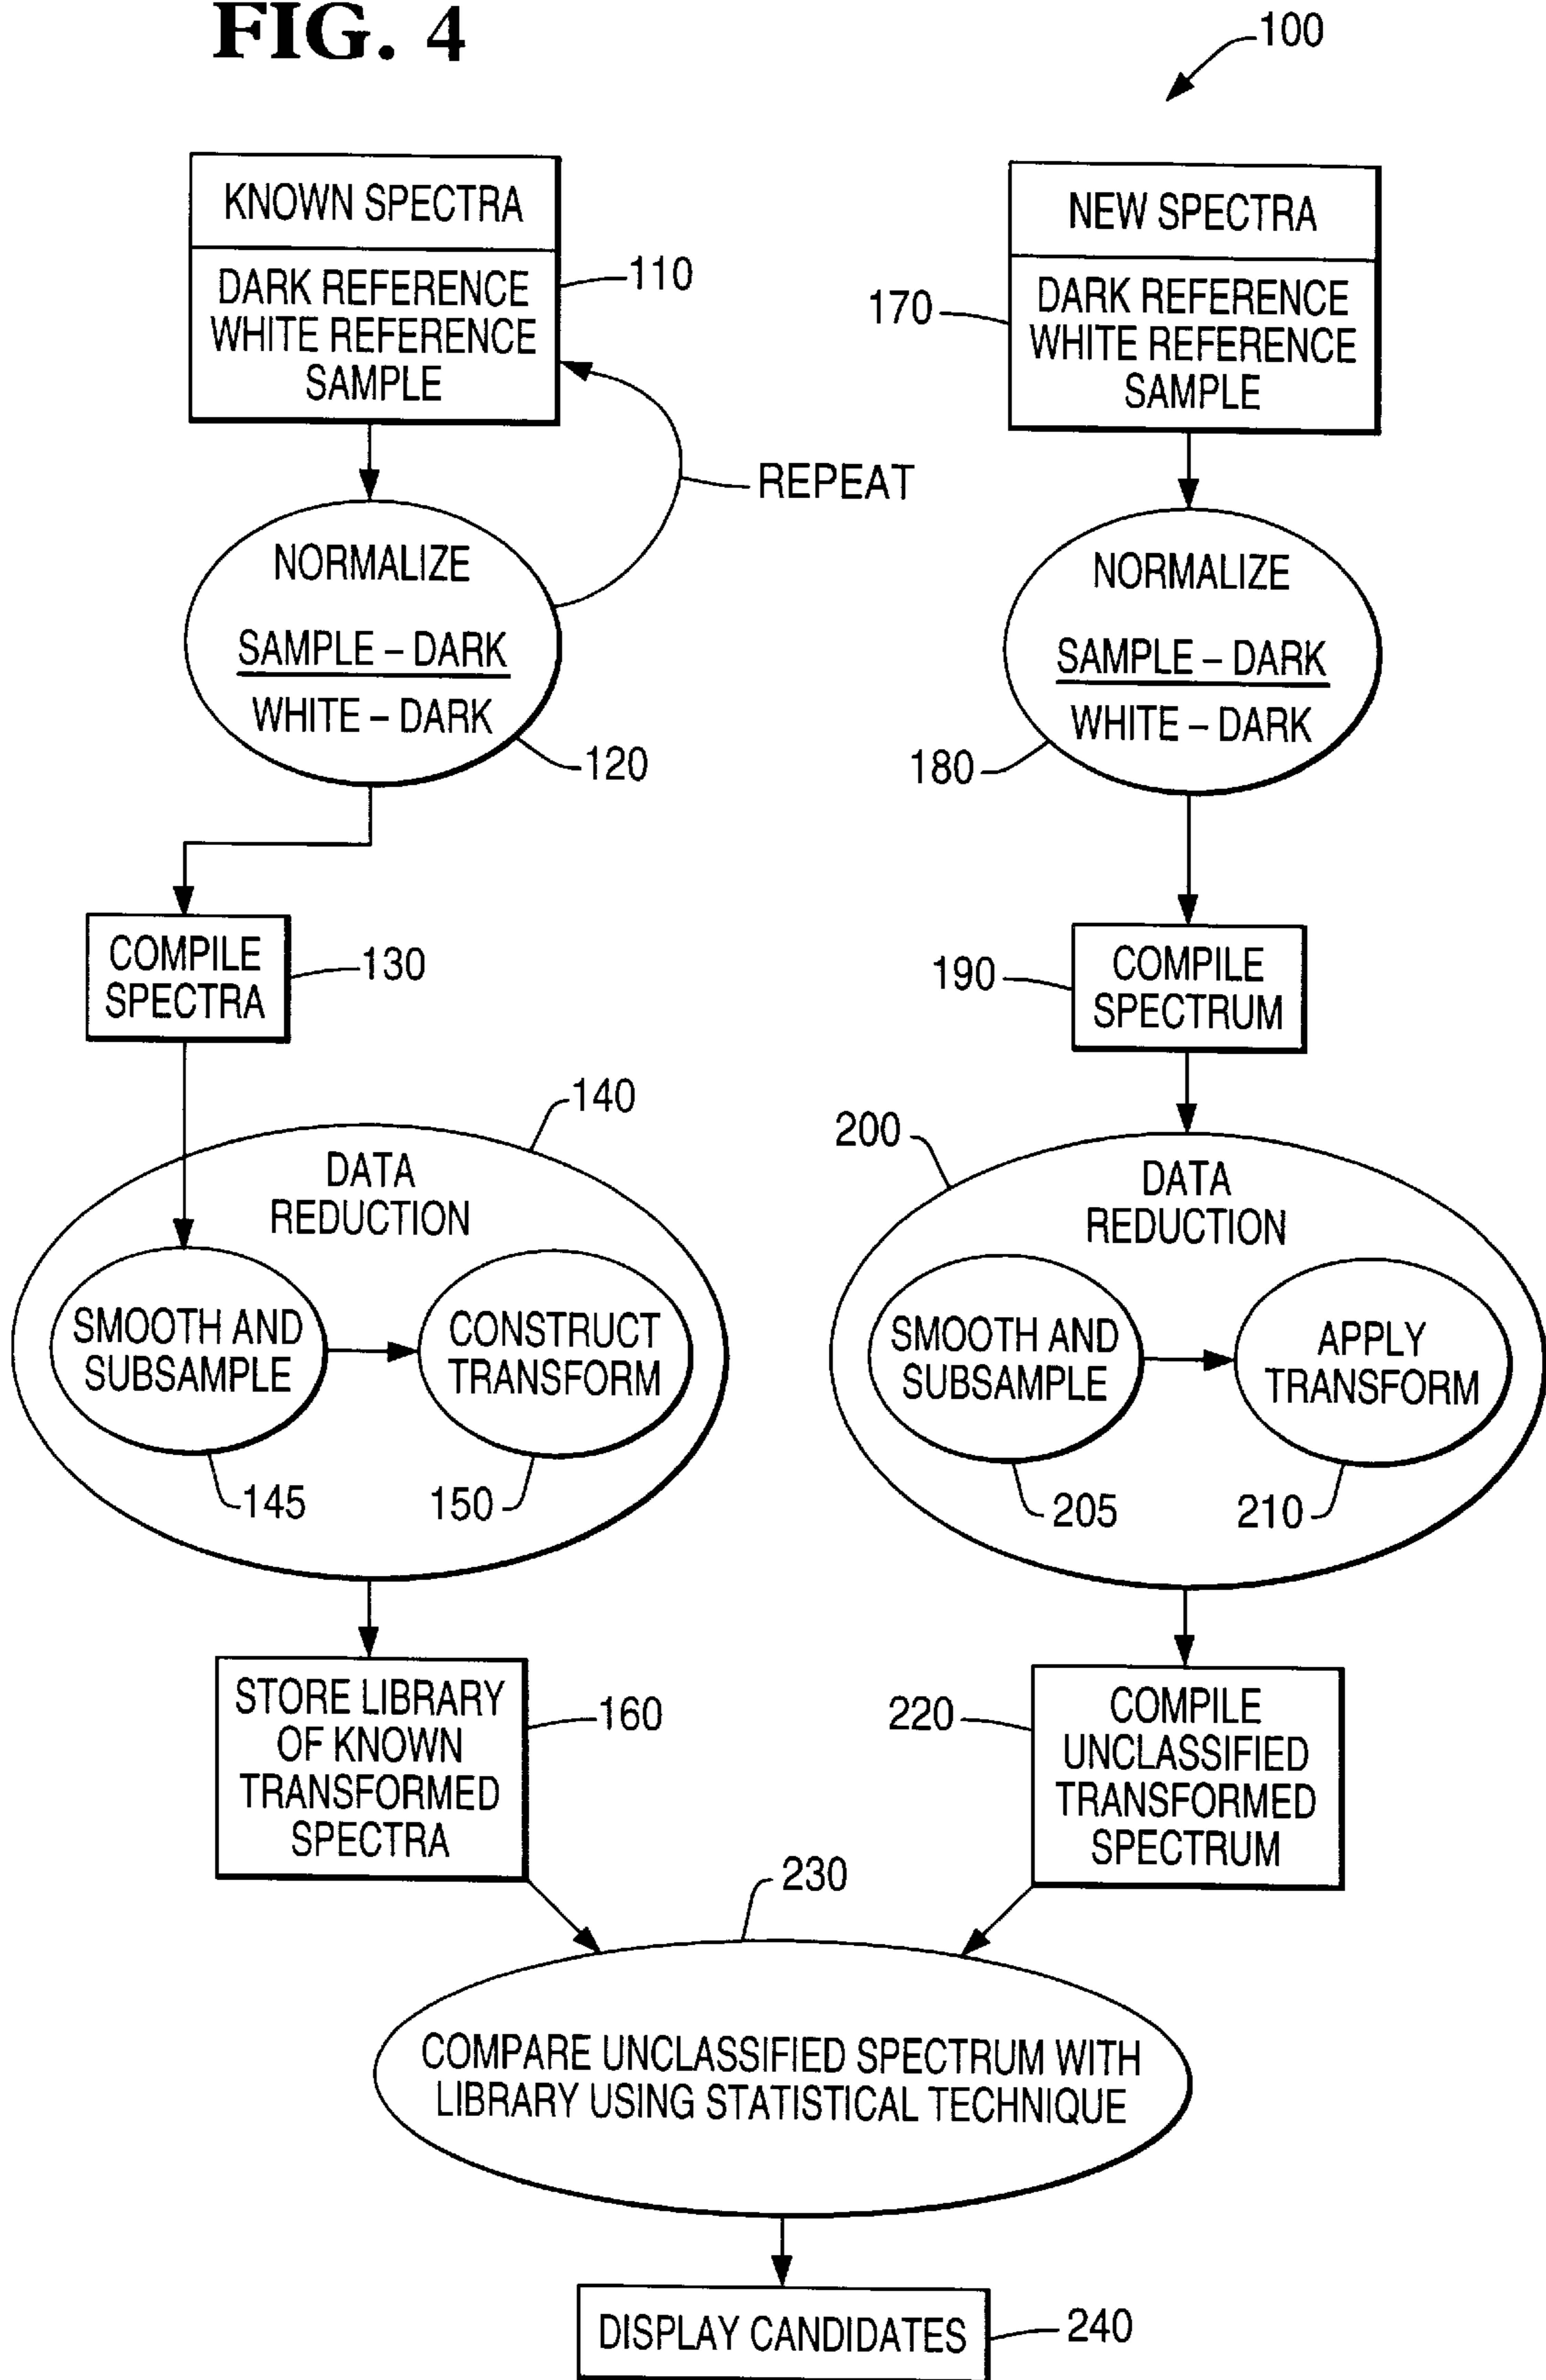 FIG. 4
100
KNOWN SPECTRA
DARK REFERENCE
WHITE REFERENCE
SAMPLE
110
REPEAT
NORMALIZE
SAMPLE – DARK
WHITE – DARK
120
COMPILE
SPECTRA
130
140
DATA
REDUCTION
SMOOTH AND
SUBSAMPLE
CONSTRUCT
TRANSFORM
145
150
STORE LIBRARY
OF KNOWN
TRANSFORMED
SPECTRA
160
NEW SPECTRA
DARK REFERENCE
WHITE REFERENCE
SAMPLE
170
NORMALIZE
SAMPLE – DARK
WHITE – DARK
180
COMPILE
SPECTRUM
190
200
DATA
REDUCTION
SMOOTH AND
SUBSAMPLE
APPLY
TRANSFORM
205
210
COMPILE
UNCLASSIFIED
TRANSFORMED
SPECTRUM
220
230
COMPARE UNCLASSIFIED SPECTRUM WITH
LIBRARY USING STATISTICAL TECHNIQUE
DISPLAY CANDIDATES
240